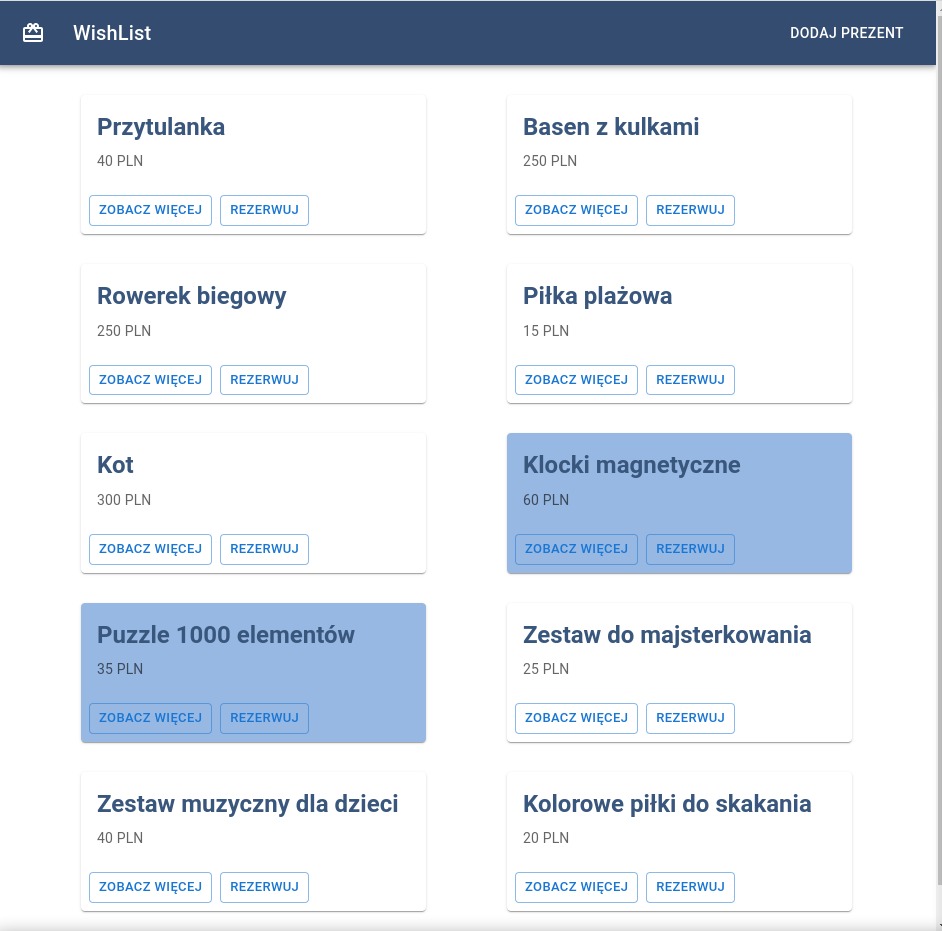 WishList
DODAJ PREZENT
Przytulanka
40 PLN
ZOBACZ WIĘCEJ
REZERWUJ
Basen z kulkami
250 PLN
ZOBACZ WIĘCEJ
REZERWUJ
Rowerek biegowy
250 PLN
ZOBACZ WIĘCEJ
REZERWUJ
Piłka plażowa
15 PLN
ZOBACZ WIĘCEJ
REZERWUJ
Kot
300 PLN
ZOBACZ WIĘCEJ
REZERWUJ
Klocki magnetyczne
60 PLN
ZOBACZ WIĘCEJ
REZERWUJ
Puzzle 1000 elementów
35 PLN
ZOBACZ WIĘCEJ
REZERWUJ
Zestaw do majsterkowania
25 PLN
ZOBACZ WIĘCEJ
REZERWUJ
Zestaw muzyczny dla dzieci
40 PLN
ZOBACZ WIĘCEJ
REZERWUJ
Kolorowe piłki do skakania
20 PLN
ZOBACZ WIĘCEJ
REZERWUJ